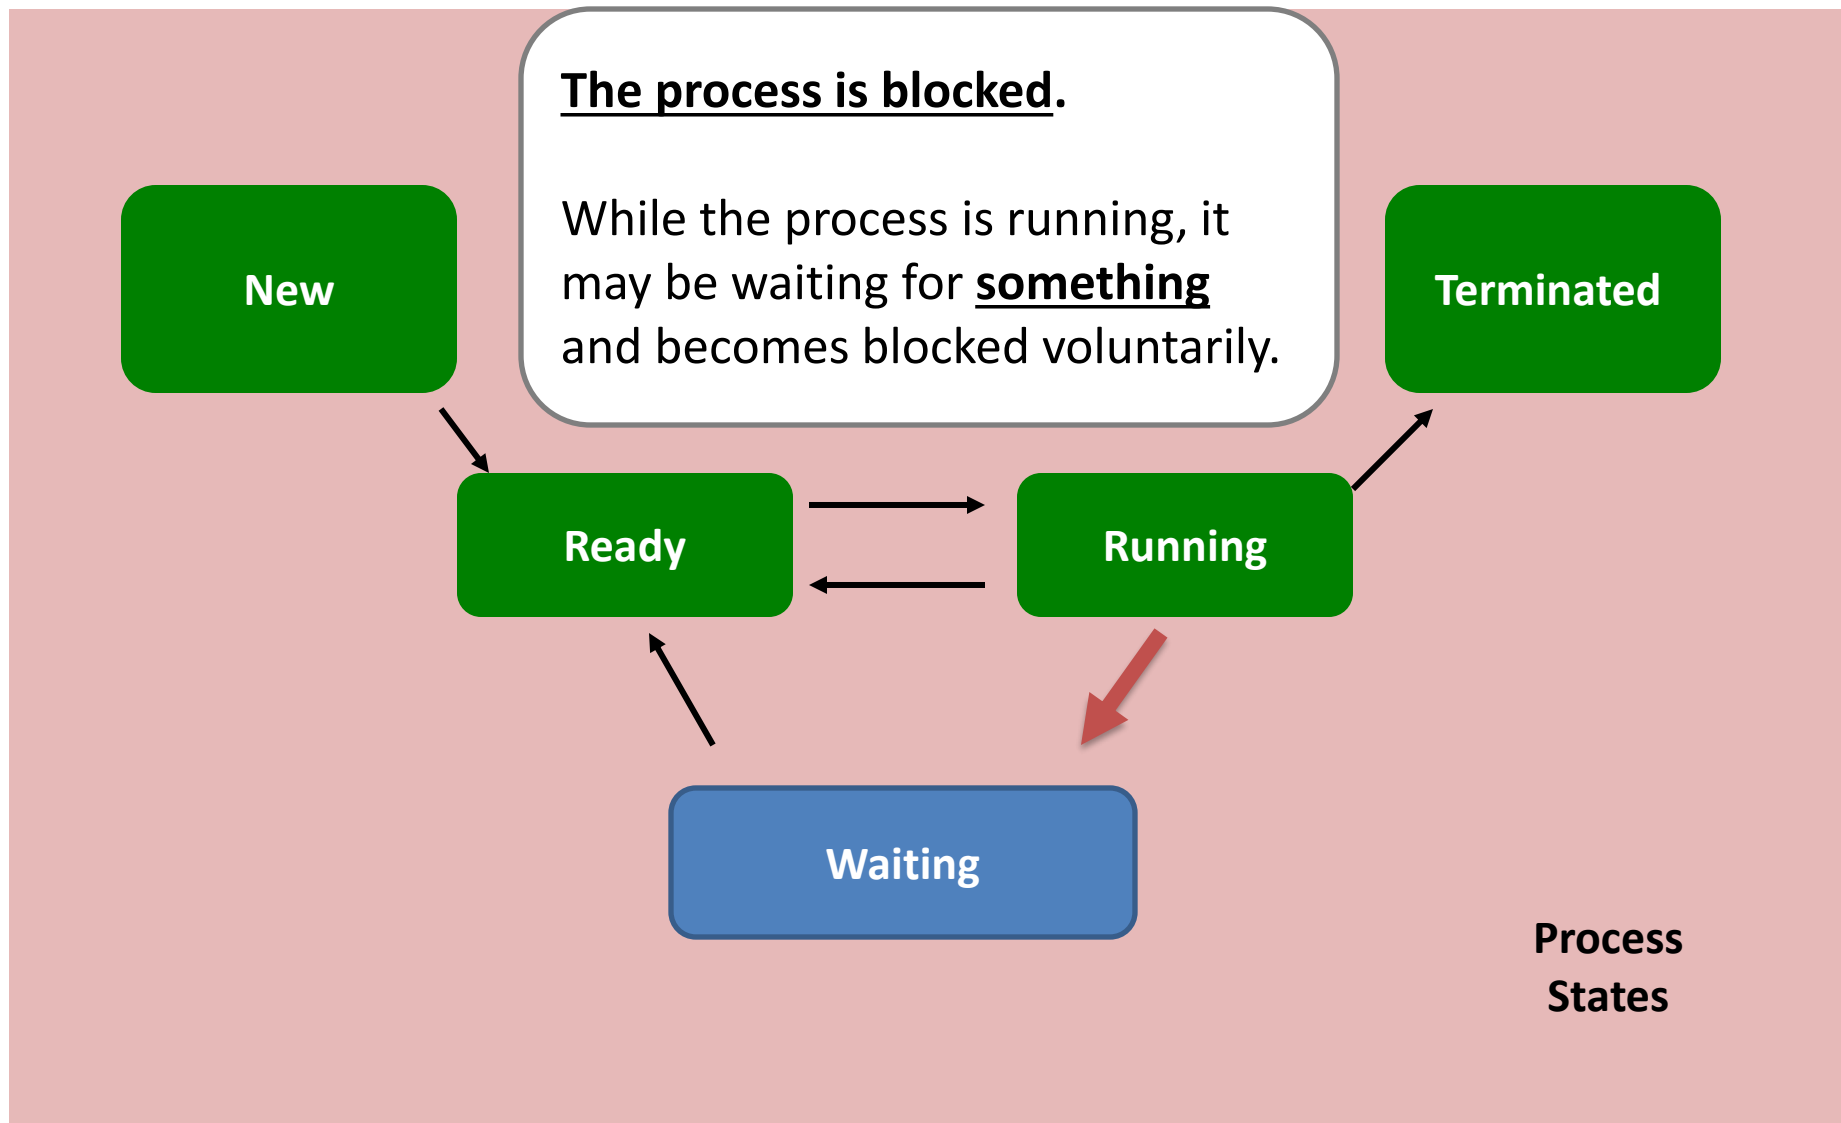 The process is blocked.
While the process is running, it
may be waiting for something
and becomes blocked voluntarily.
New
Terminated
Ready
Running
Waiting
Process
States